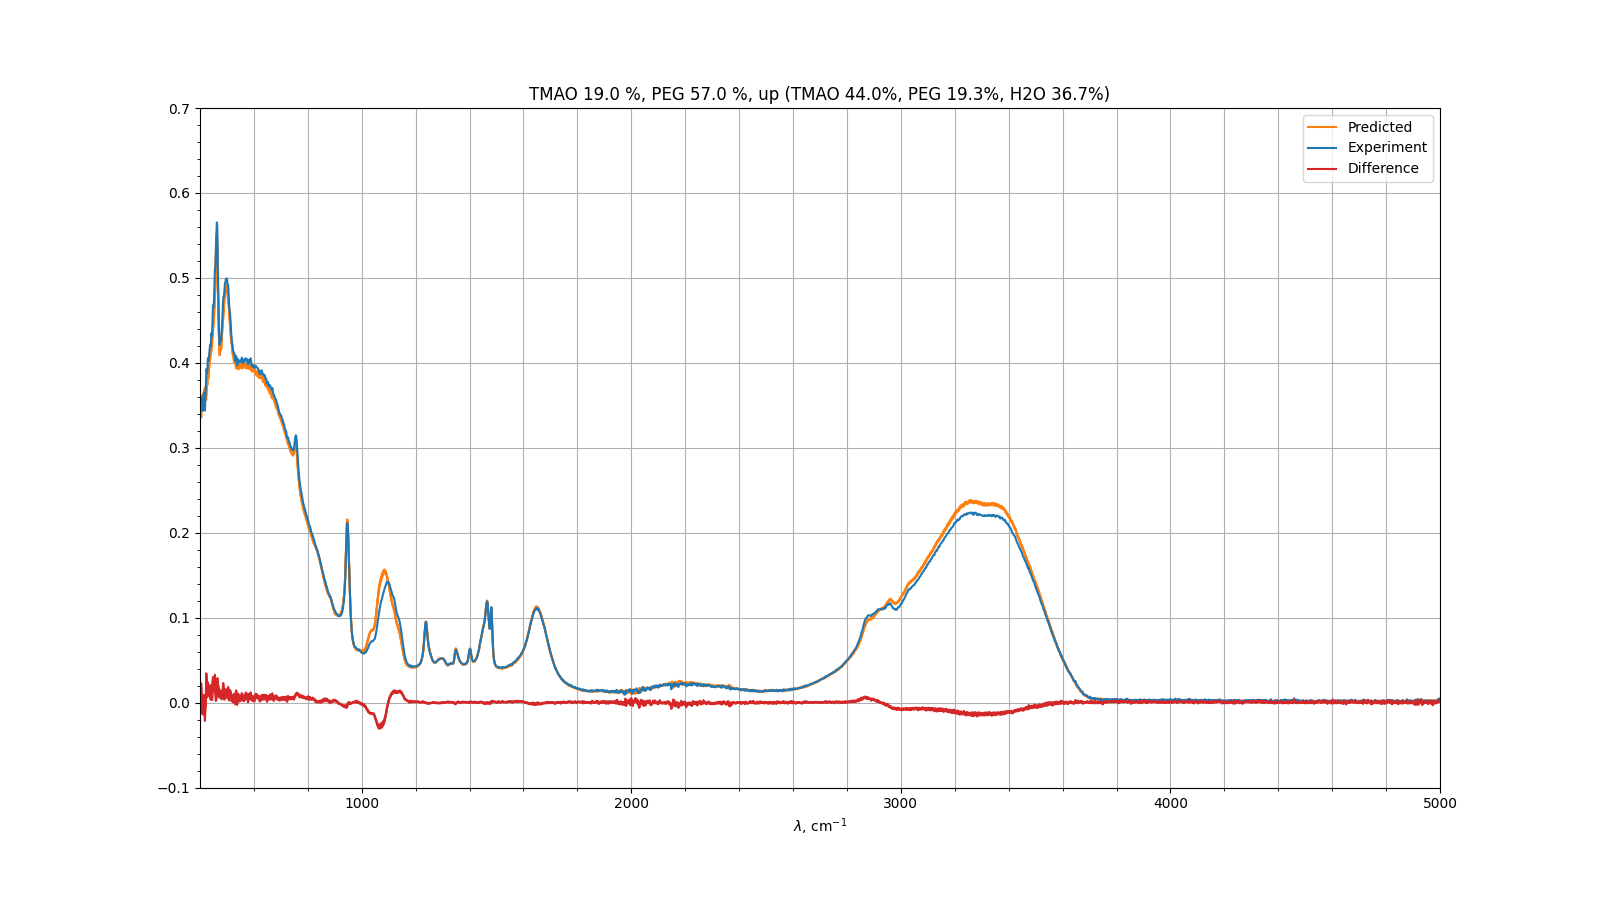 TMAO 19.0 %, PEG 57.0 %, up (TMAO 44.0%, PEG 19.3%, H2O 36.7%)
Predicted
Experiment
Difference
0.7
0.6
0.5
0.4
0.3
0.2
0.1
0.0
−0.1
1000 2000 3000 4000 5000
λ, cm⁻¹